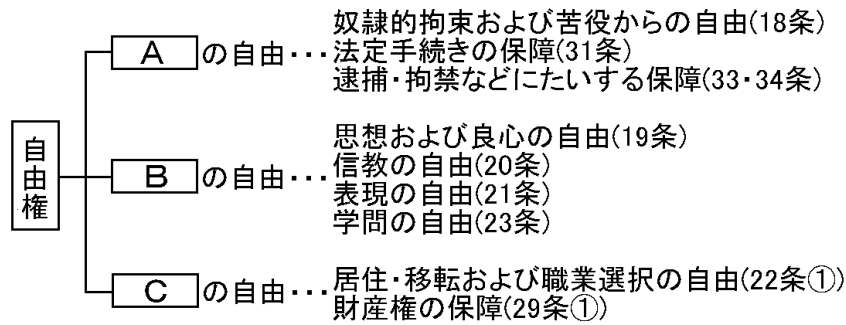 自由権
Aの自由・・・奴隷的拘束および苦役からの自由(18条)
法定手続きの保障(31条)
逮捕・拘禁などにたいする保障(33・34条)
Bの自由・・・思想および良心の自由(19条)
信教の自由(20条)
表現の自由(21条)
学問の自由(23条)
Cの自由・・・居住・移転および職業選択の自由(22条①)
財産権の保障(29条①)